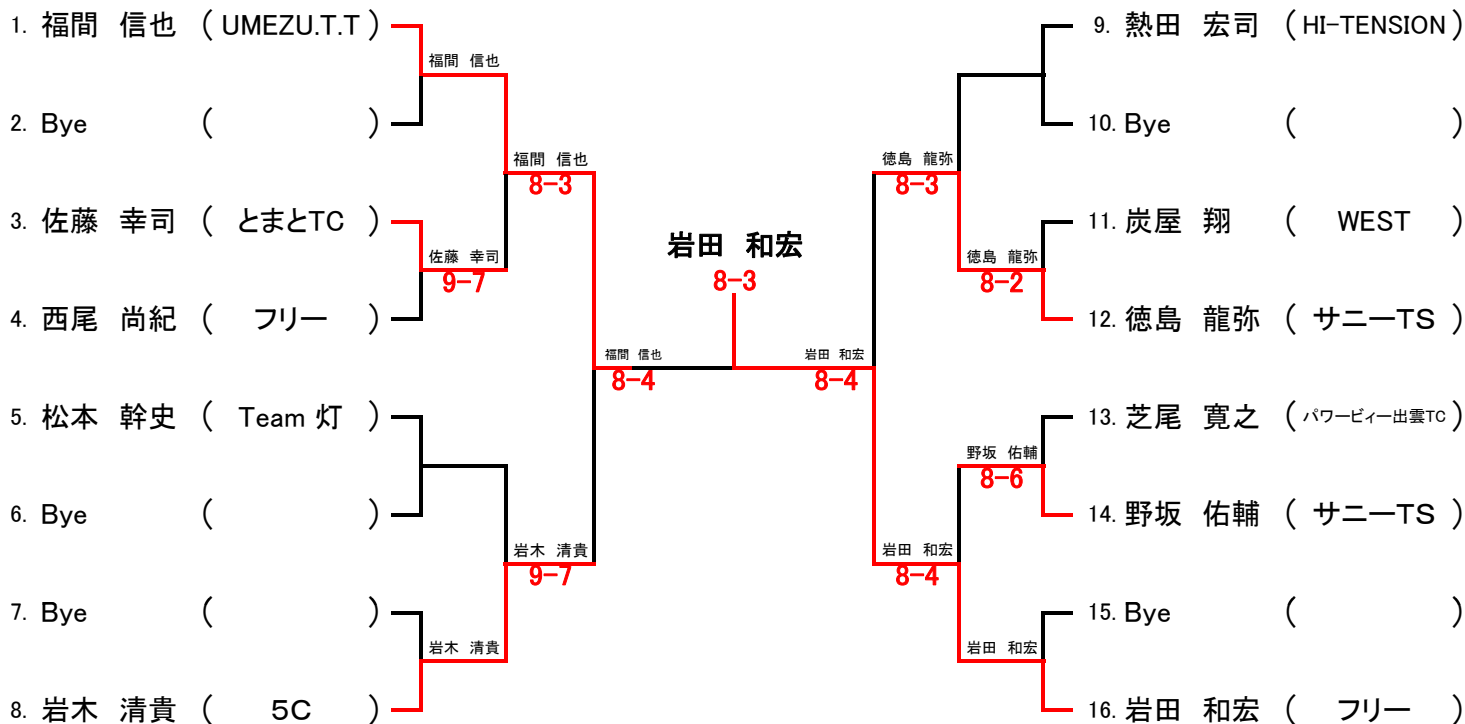 1. 福間 信也 ( UMEZU.T.T )
福間 信也
2. Bye ( )
福間 信也
8-3
3. 佐藤 幸司 ( とまとTC )
佐藤 幸司
9-7
4. 西尾 尚紀 ( フリー )
福間 信也
8-4
5. 松本 幹史 ( Team 灯 )
6. Bye ( )
岩木 清貴
9-7
7. Bye ( )
岩木 清貴
8. 岩木 清貴 ( 5C )
岩田 和宏
8-3
9. 熱田 宏司 ( HI-TENSION )
10. Bye ( )
徳島 龍弥
8-3
11. 炭屋 翔 ( WEST )
徳島 龍弥
8-2
12. 徳島 龍弥 ( サニーTS )
岩田 和宏
8-4
13. 芝尾 寛之 ( パワービィー出雲TC )
野坂 佑輔
8-6
14. 野坂 佑輔 ( サニーTS )
岩田 和宏
8-4
15. Bye ( )
岩田 和宏
16. 岩田 和宏 ( フリー )